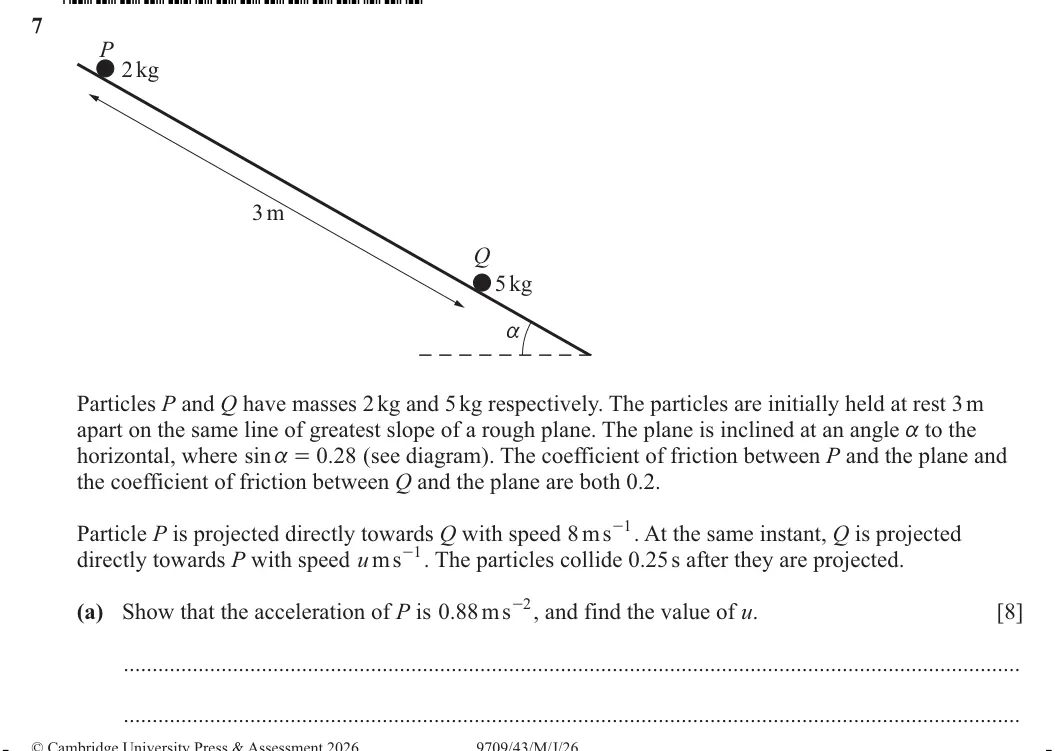 7
P
2 kg
3 m
Q
5 kg
α
Particles P and Q have masses 2 kg and 5 kg respectively. The particles are initially held at rest 3 m
apart on the same line of greatest slope of a rough plane. The plane is inclined at an angle α to the
horizontal, where sin α = 0.28 (see diagram). The coefficient of friction between P and the plane and
the coefficient of friction between Q and the plane are both 0.2.
Particle P is projected directly towards Q with speed 8 m s⁻¹. At the same instant, Q is projected
directly towards P with speed u m s⁻¹. The particles collide 0.25 s after they are projected.
(a) Show that the acceleration of P is 0.88 m s⁻², and find the value of u. [8]
© Cambridge University Press & Assessment 2026 9709/43/M/J/26